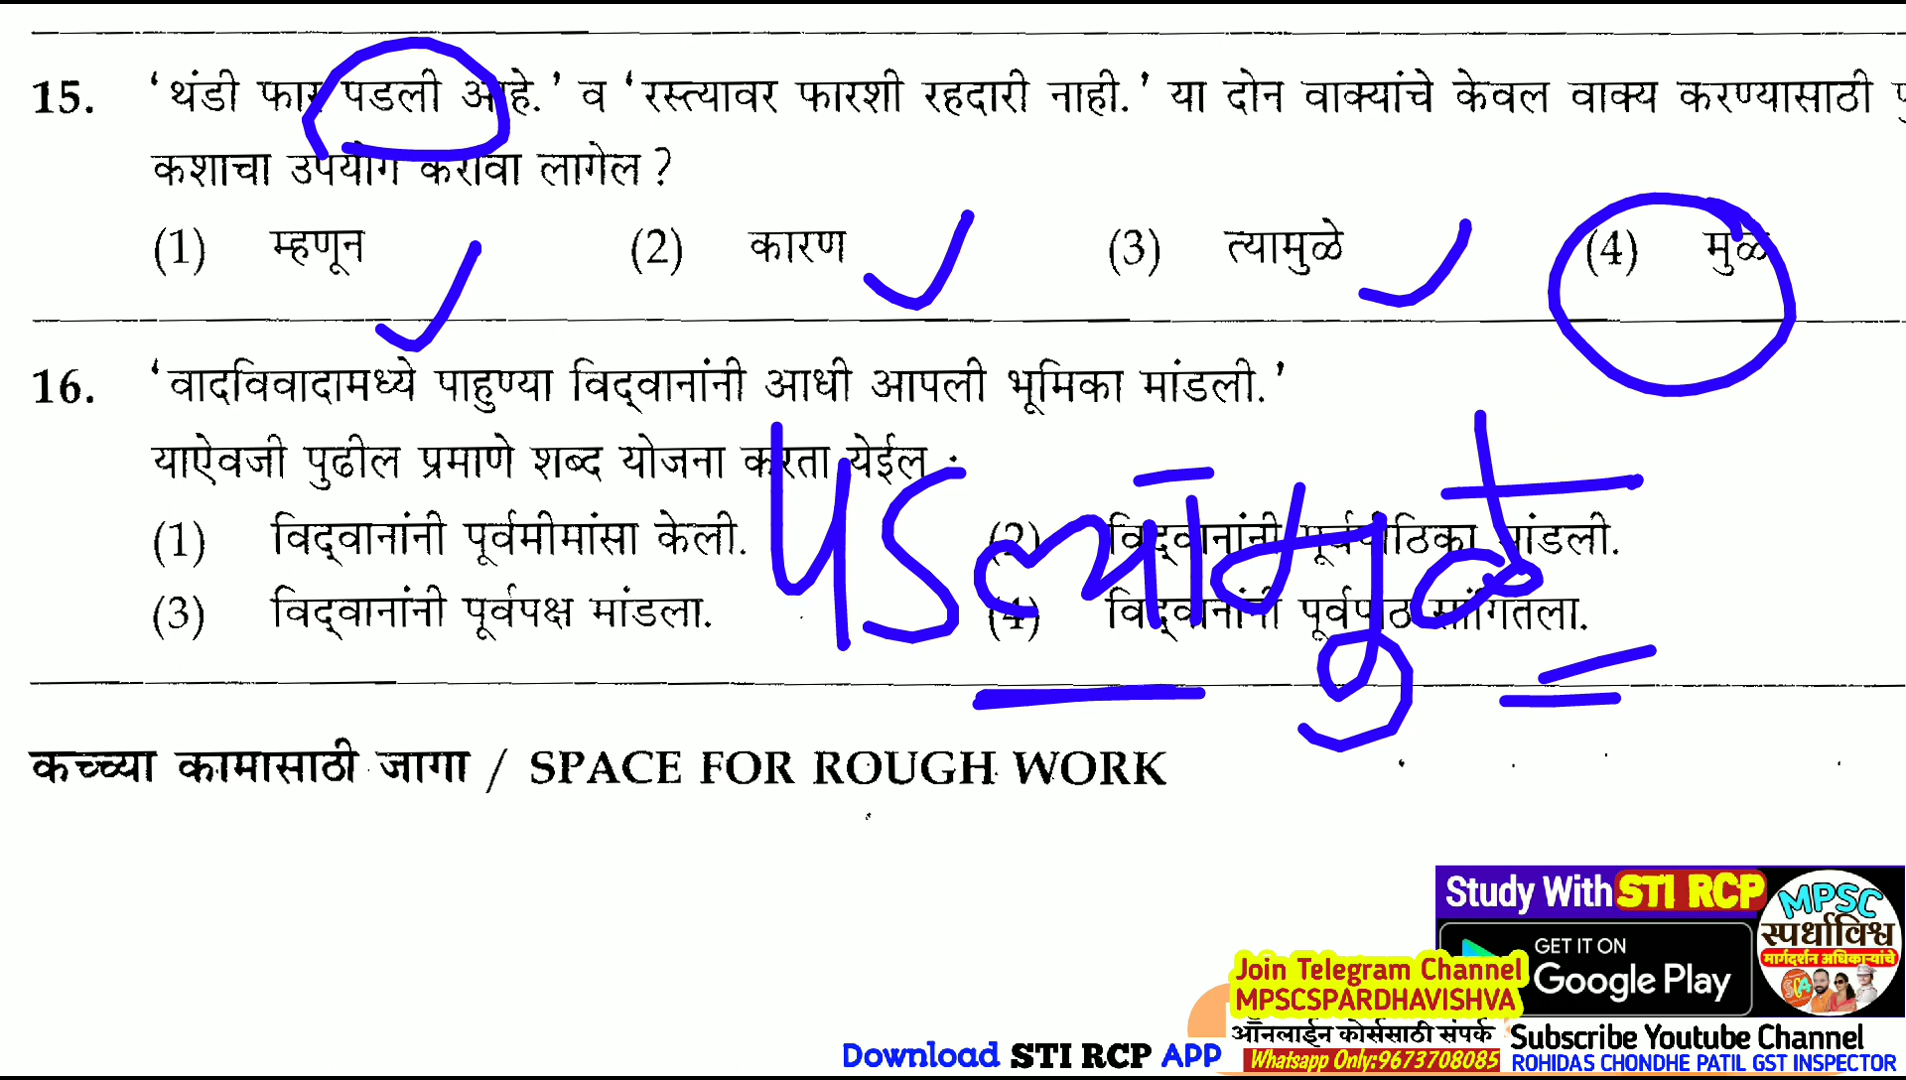 15. ‘थंडी फार पडली आहे.’ व ‘रस्त्यावर फारशी रहदारी नाही.’ या दोन वाक्यांचे केवल वाक्य करण्यासाठी
कशाचा उपयोग करावा लागेल ?
(1) म्हणून (2) कारण (3) त्यामुळे (4) मुळे
16. ‘वादविवादामध्ये पाहुण्या विद्‌वानांनी आधी आपली भूमिका मांडली.’
याऐवजी पुढील प्रमाणे शब्द योजना करता येईल :
(1) विद्‌वानांनी पूर्वमीमांसा केली. (2) विद्‌वानांनी पूर्वपीठिका मांडली.
(3) विद्‌वानांनी पूर्वपक्ष मांडला. (4) विद्‌वानांनी पूर्वपाठ सांगितला.
पडल्यामुळे
कच्च्या कामासाठी जागा / SPACE FOR ROUGH WORK
Study With STI RCP
MPSC
स्पर्धाविश्व
मार्गदर्शन अधिकाऱ्यांचे
GET IT ON
Google Play
Join Telegram Channel
MPSCSPARDHAVISHVA
ऑनलाईन कोर्ससाठी संपर्क
Whatsapp Only:9673708085
Subscribe Youtube Channel
ROHIDAS CHONDHE PATIL GST INSPECTOR
Download STI RCP APP